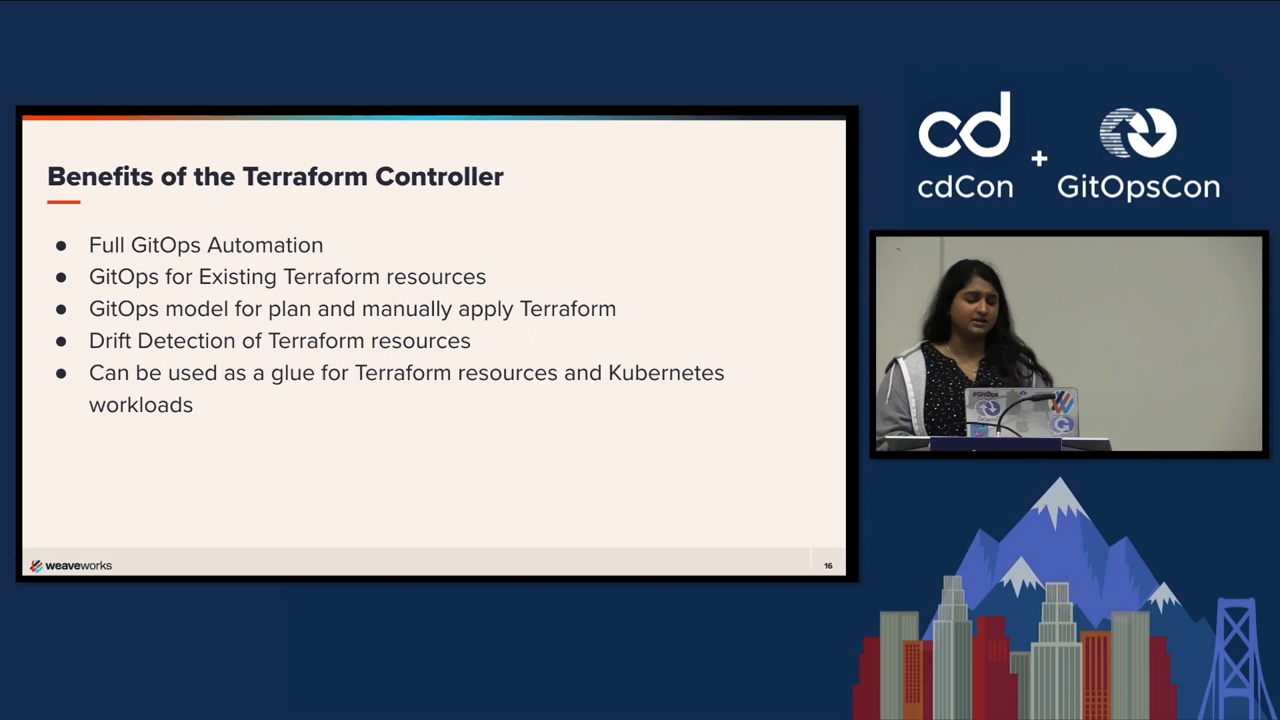 Benefits of the Terraform Controller
● Full GitOps Automation
● GitOps for Existing Terraform resources
● GitOps model for plan and manually apply Terraform
● Drift Detection of Terraform resources
● Can be used as a glue for Terraform resources and Kubernetes
workloads
weaveworks
16
cd
+
cdCon
GitOpsCon
#GitOps